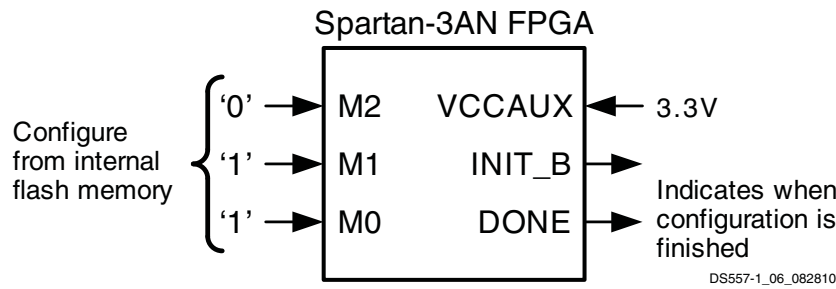 Spartan-3AN FPGA
Configure
from internal
flash memory
‘0’
‘1’
‘1’
M2
M1
M0
VCCAUX
INIT_B
DONE
3.3V
Indicates when
configuration is
finished
DS557-1_06_082810